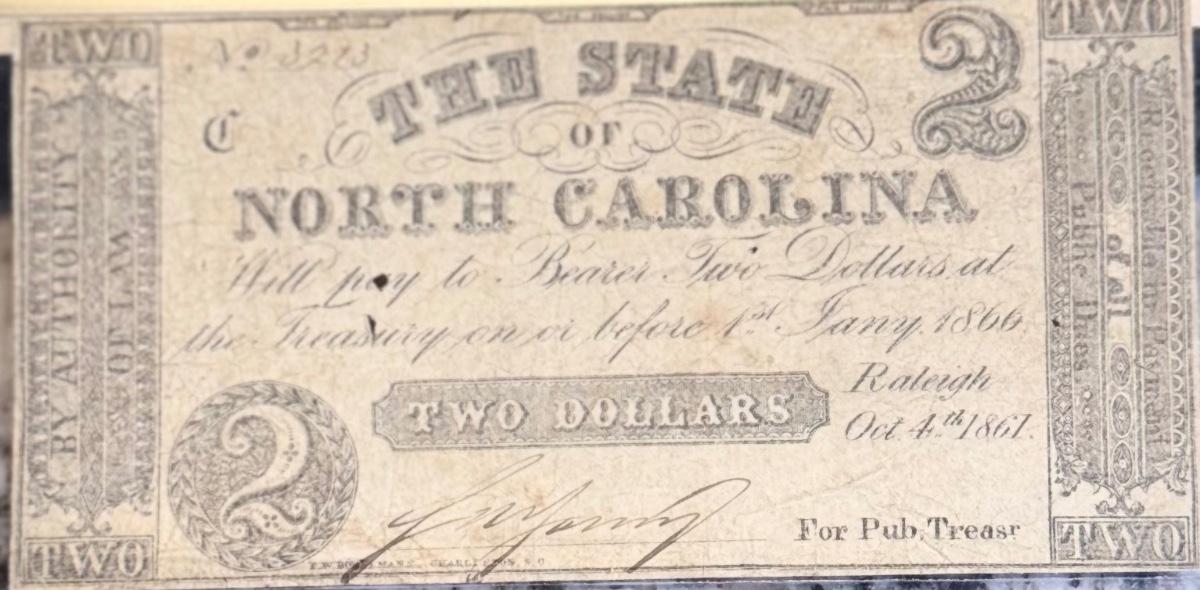 TWO
TWO
No 3223
2
C
THE STATE
OF
NORTH CAROLINA
Will pay to Bearer Two Dollars at
the Treasury on or before 1st Jany. 1866.
Raleigh
TWO DOLLARS
Oct 4th 1861.
2
For Pub. Treasr
TWO
TWO
BY AUTHORITY
OF LAW
Receivable in Payment
of all
Public Dues